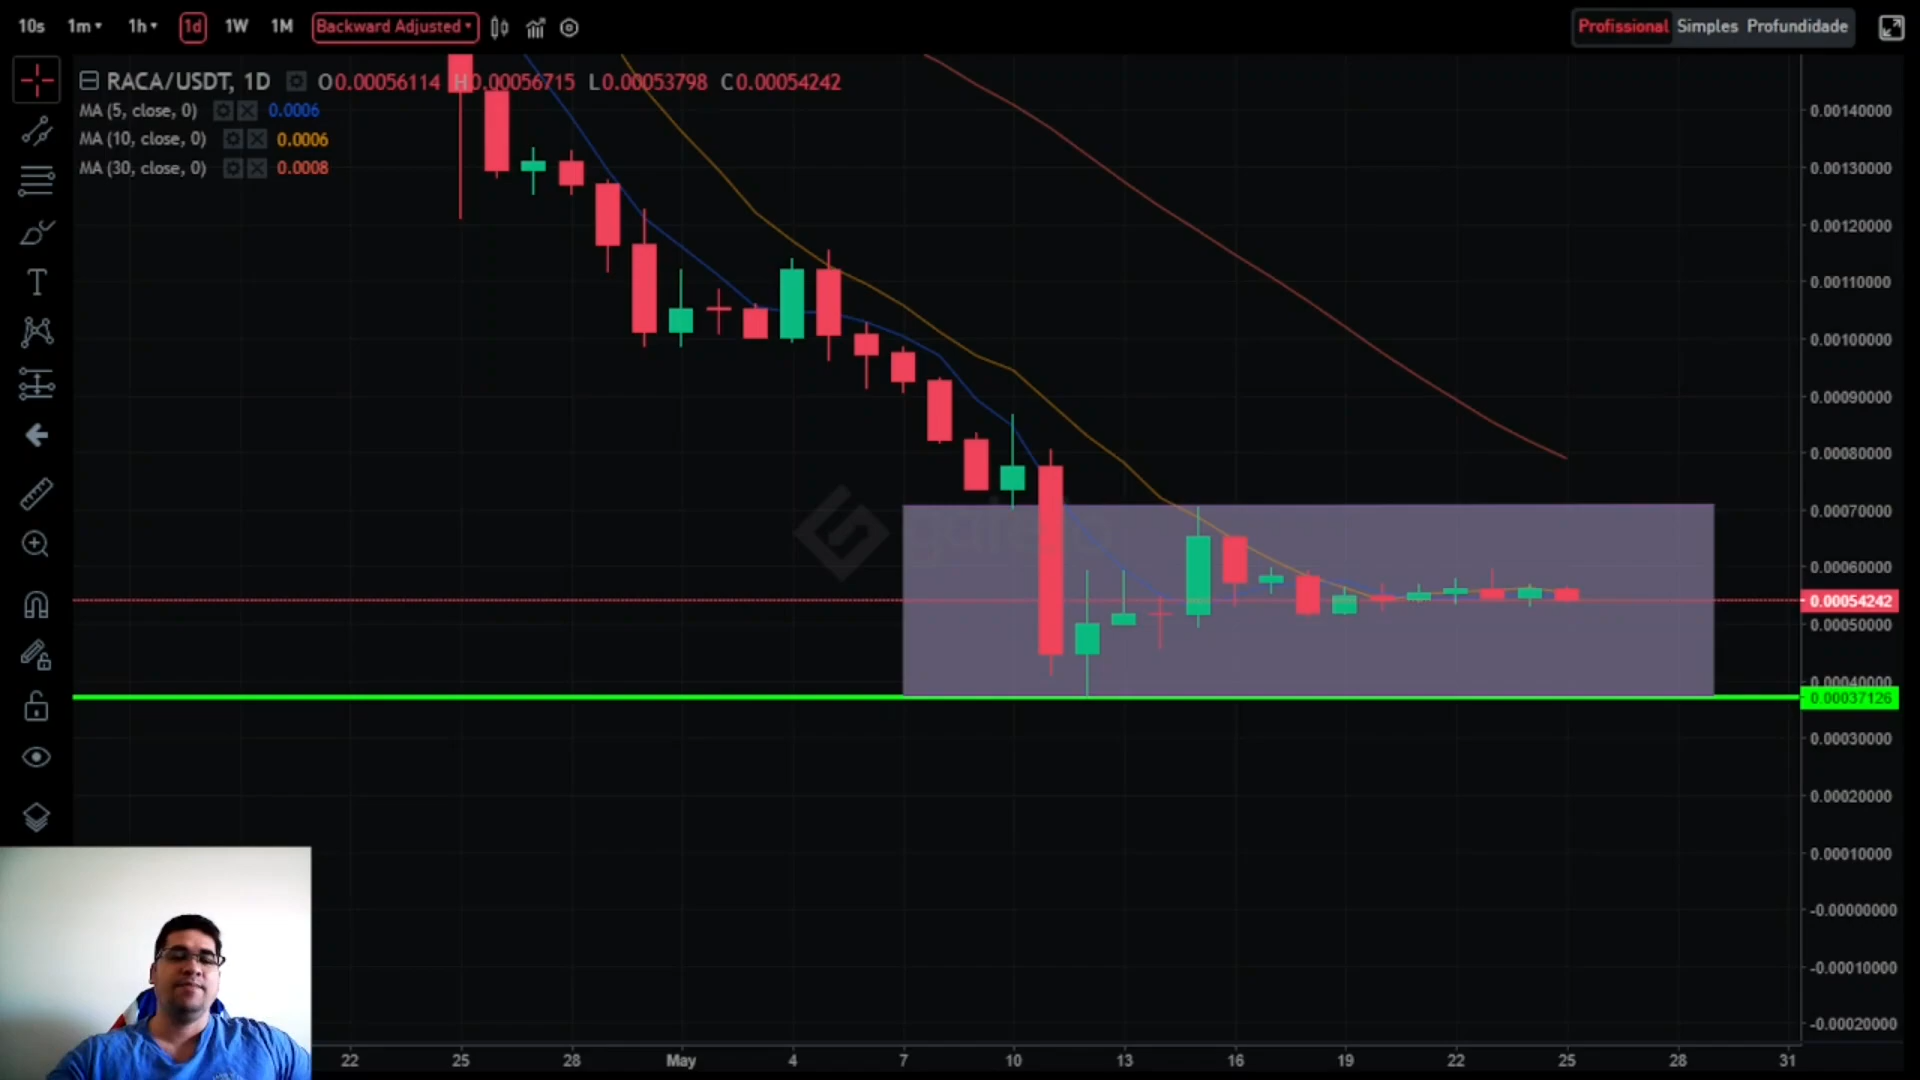 10s 1m 1h 1d 1W 1M Backward Adjusted
Profissional Simples Profundidade
RACA/USDT, 1D O0.00056114 H0.00056715 L0.00053798 C0.00054242
MA (5, close, 0) 0.0006
MA (10, close, 0) 0.0006
MA (30, close, 0) 0.0008
T
0.00140000
0.00130000
0.00120000
0.00110000
0.00100000
0.00090000
0.00080000
0.00070000
0.00060000
0.00054242
0.00050000
0.00040000
0.00037126
0.00030000
0.00020000
0.00010000
-0.00000000
-0.00010000
-0.00020000
22 25 28 May 4 7 10 13 16 19 22 25 28 31